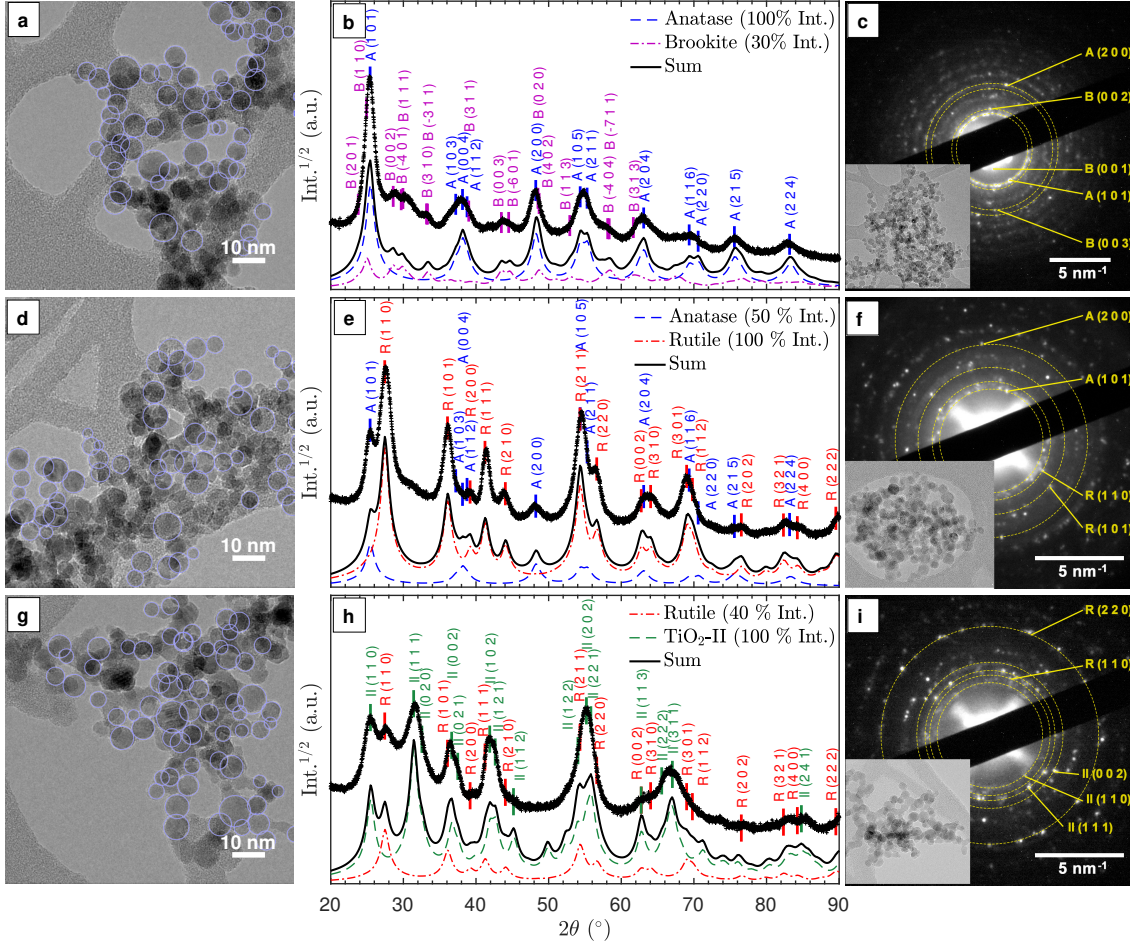 a
10 nm
b
Anatase (100% Int.)
Brookite (30% Int.)
Sum
Int.^1/2 (a.u.)
B (2 0 1)
B (1 1 0)
A (1 0 1)
B (0 0 2)
B (-4 0 1)
B (1 1 1)
B (3 1 0)
B (-3 1 1)
A (1 0 3)
A (0 0 4)
A (1 1 2)
B (3 1 1)
B (0 0 3)
B (-6 0 1)
A (2 0 0)
B (0 2 0)
B (4 0 2)
B (1 1 3)
A (1 0 5)
A (2 1 1)
B (-4 0 4)
B (-7 1 1)
B (3 1 3)
A (2 0 4)
A (1 1 6)
A (2 2 0)
A (2 1 5)
A (2 2 4)
c
A (2 0 0)
B (0 0 2)
B (0 0 1)
A (1 0 1)
B (0 0 3)
5 nm-1
d
10 nm
e
Anatase (50 % Int.)
Rutile (100 % Int.)
Sum
Int.^1/2 (a.u.)
A (1 0 1)
R (1 1 0)
R (1 0 1)
A (1 0 3)
A (0 0 4)
A (1 1 2)
R (2 0 0)
R (1 1 1)
R (2 1 0)
A (2 0 0)
R (2 1 1)
A (1 0 5)
A (2 1 1)
R (2 2 0)
R (0 0 2)
A (2 0 4)
R (3 1 0)
R (3 0 1)
A (1 1 6)
R (1 1 2)
A (2 2 0)
A (2 1 5)
R (2 0 2)
R (3 2 1)
A (2 2 4)
R (4 0 0)
R (2 2 2)
f
A (2 0 0)
A (1 0 1)
R (1 1 0)
R (1 0 1)
5 nm-1
g
10 nm
h
Rutile (40 % Int.)
TiO2-II (100 % Int.)
Sum
Int.^1/2 (a.u.)
II (1 1 0)
R (1 1 0)
II (1 1 1)
II (0 2 0)
R (1 0 1)
II (0 0 2)
II (0 2 1)
R (2 0 0)
R (1 1 1)
II (1 0 2)
II (1 2 1)
R (2 1 0)
II (1 1 2)
II (1 2 2)
R (2 1 1)
II (2 0 2)
II (2 2 1)
R (2 2 0)
R (0 0 2)
II (1 1 3)
R (3 1 0)
II (2 2 2)
II (3 1 1)
R (3 0 1)
R (1 1 2)
R (2 0 2)
R (3 2 1)
R (4 0 0)
II (2 4 1)
R (2 2 2)
20 30 40 50 60 70 80 90
2θ (°)
i
R (2 2 0)
R (1 1 0)
II (0 0 2)
II (1 1 0)
II (1 1 1)
5 nm-1